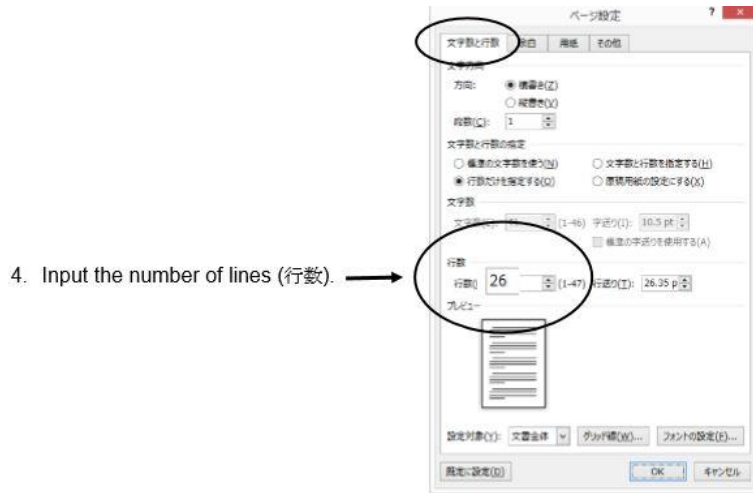 ページ設定 ? ×
文字数と行数 余白 用紙 その他
文字方向
方向: 横書き(Z)
縦書き(V)
段数(C): 1
文字数と行数の指定
標準の文字数を使う(N) 文字数と行数を指定する(H)
行数だけを指定する(O) 原稿用紙の設定にする(X)
文字数
(1-46) 字送り(I): 10.5 pt
標準の字送りを使用する(A)
行数
4. Input the number of lines (行数).
行数 26 (1-47) 行送り(T): 26.35 p
プレビュー
設定対象(Y): 文書全体 グリッド線(W)... フォントの設定(F)...
既定に設定(D) OK キャンセル